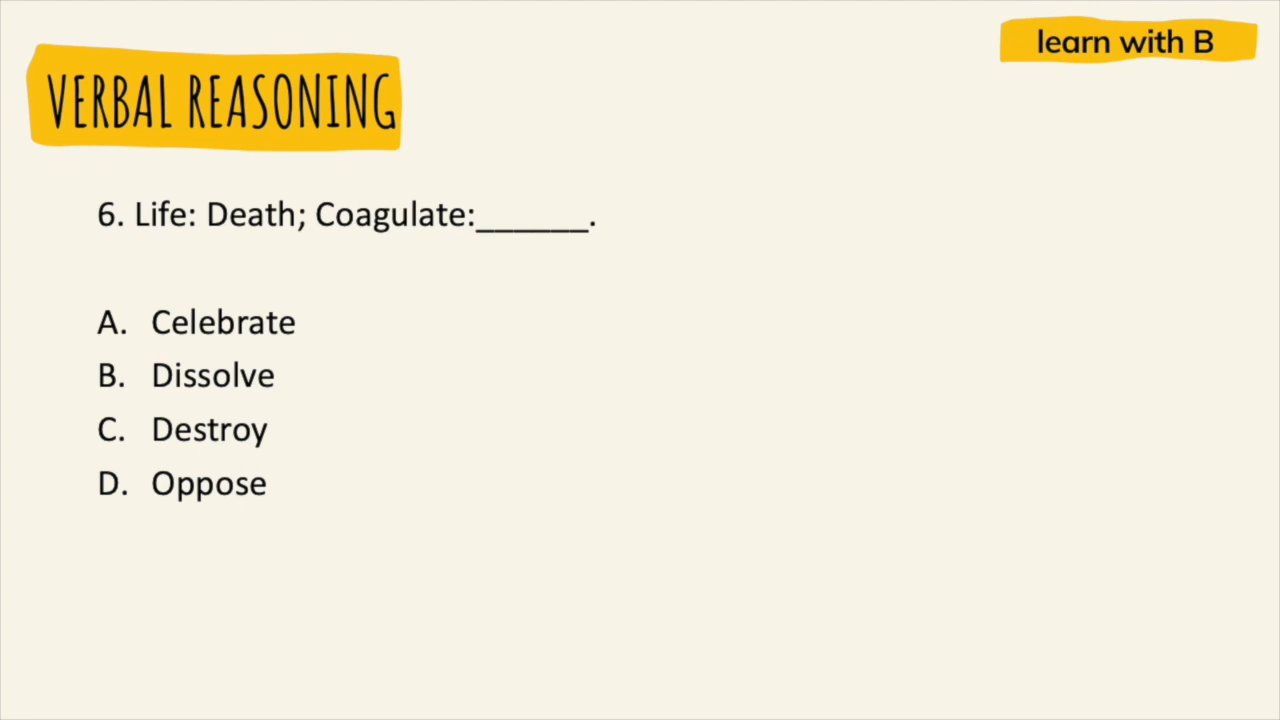 learn with B
VERBAL REASONING
6. Life: Death; Coagulate:______.
A. Celebrate
B. Dissolve
C. Destroy
D. Oppose